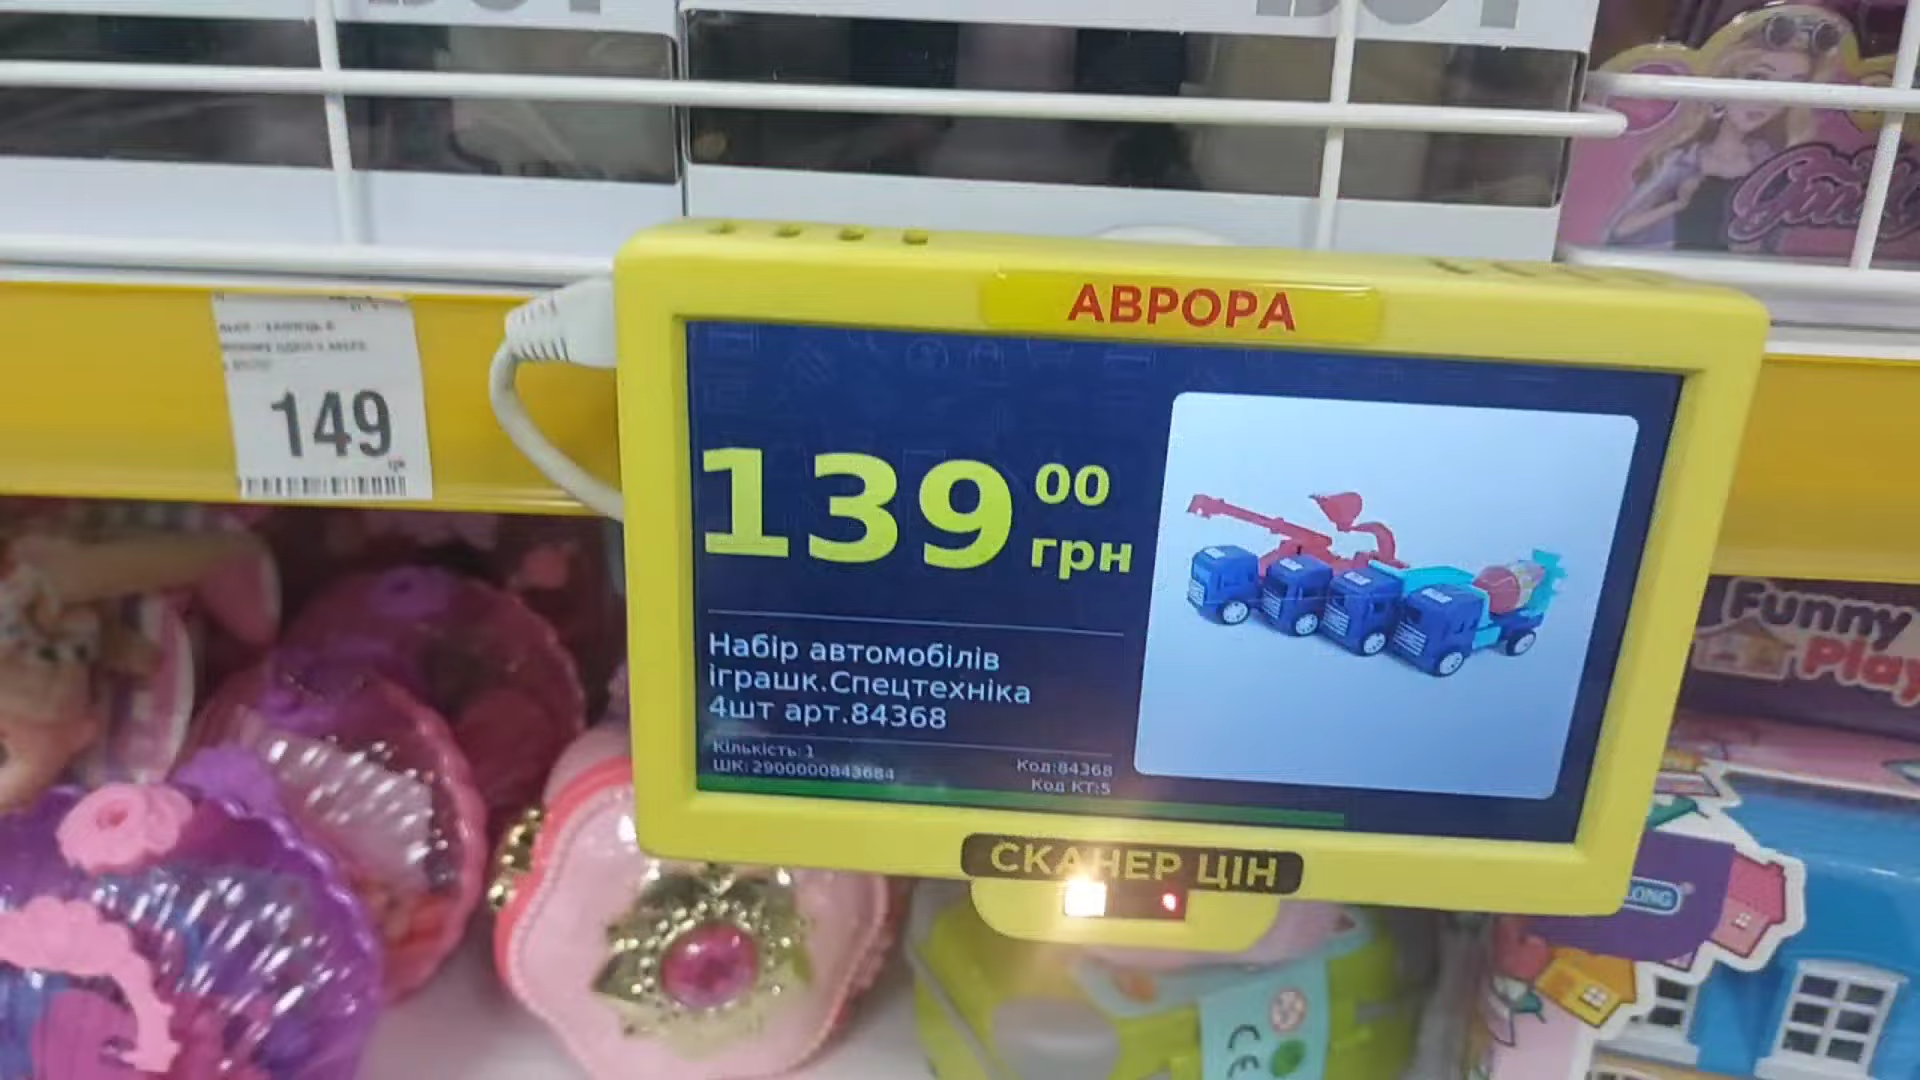 АВРОРА
149
грн
139 00
грн
Набір автомобілів
іграшк.Спецтехніка
4шт арт.84368
Кількість:1
ШК:2900000843684
Код:84368
Код КТ:5
СКАНЕР ЦІН
Funny
Play